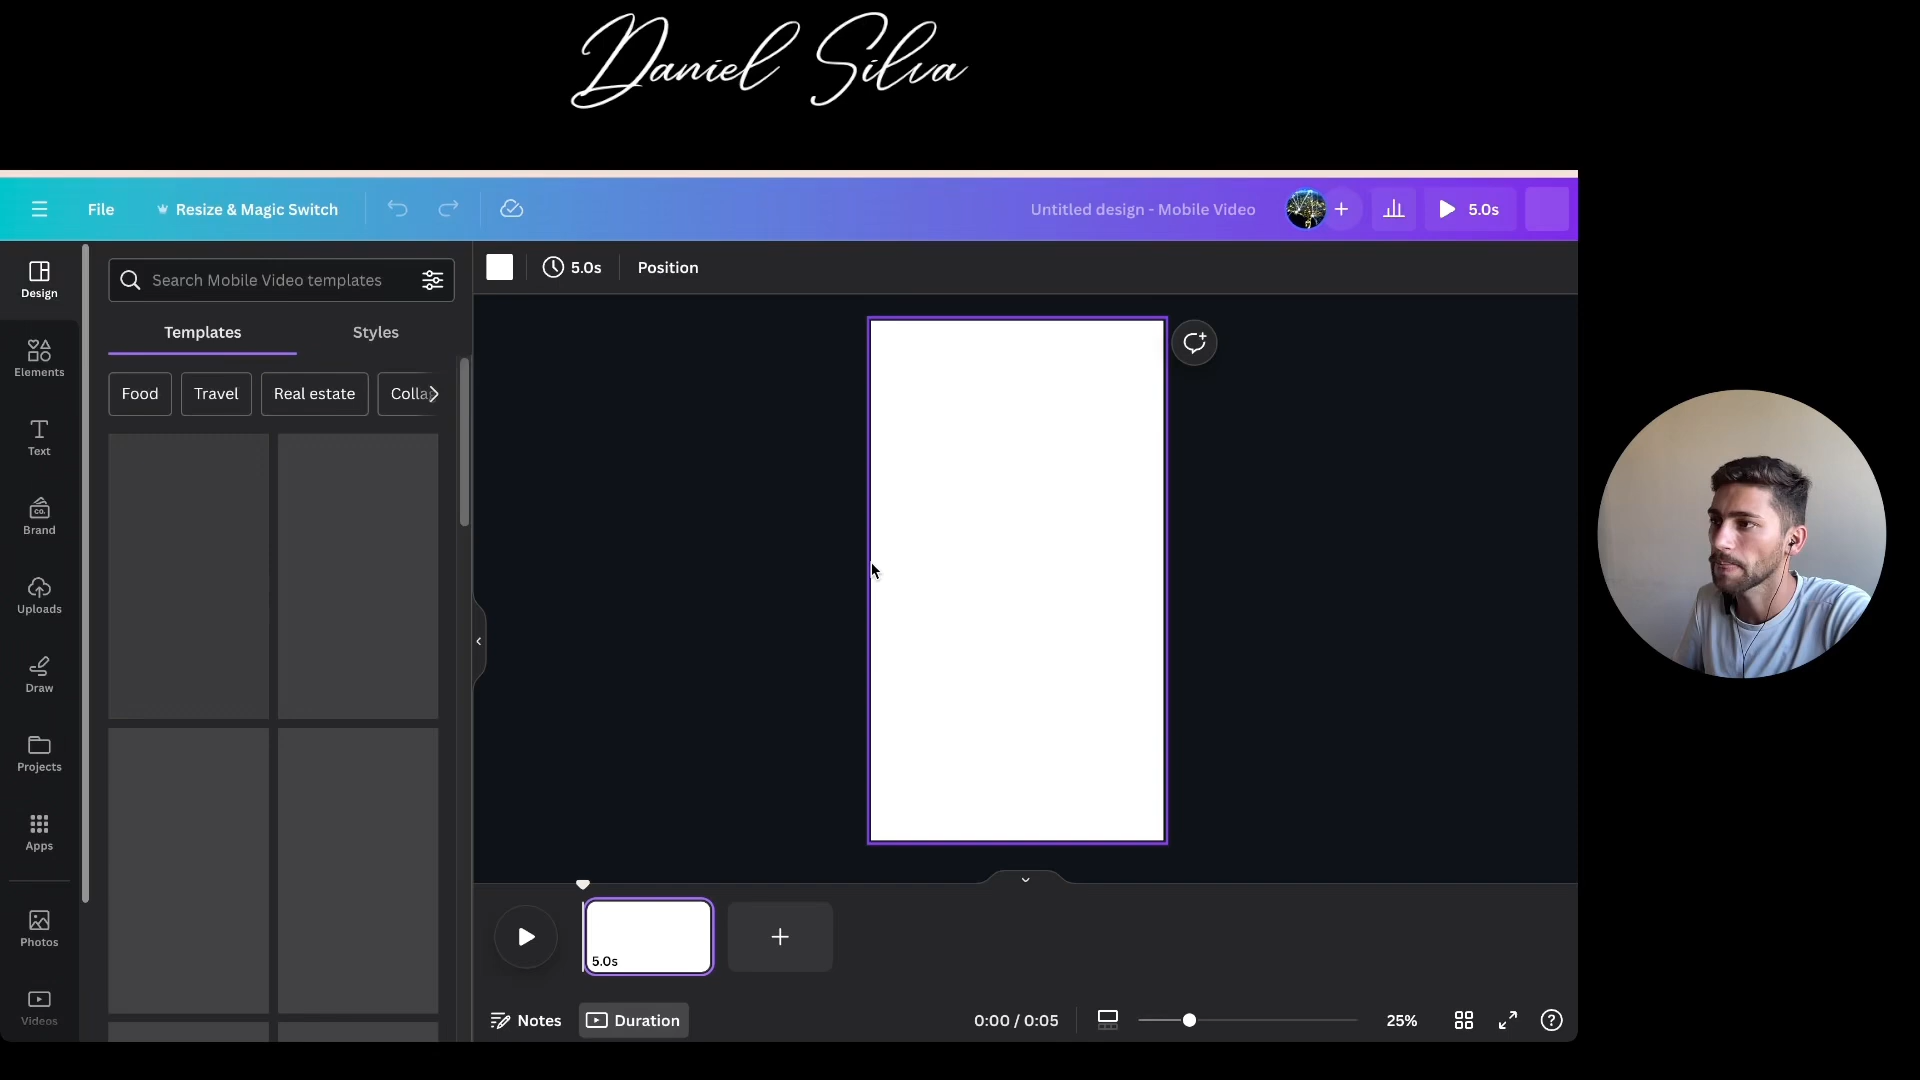 Daniel Silva
File
Resize & Magic Switch
Untitled design - Mobile Video
5.0s
Design
Search Mobile Video templates
5.0s
Position
Templates
Styles
Elements
Food
Travel
Real estate
Text
Brand
CO.
Uploads
Draw
Projects
Apps
Photos
5.0s
Videos
Notes
Duration
0:00 / 0:05
25%